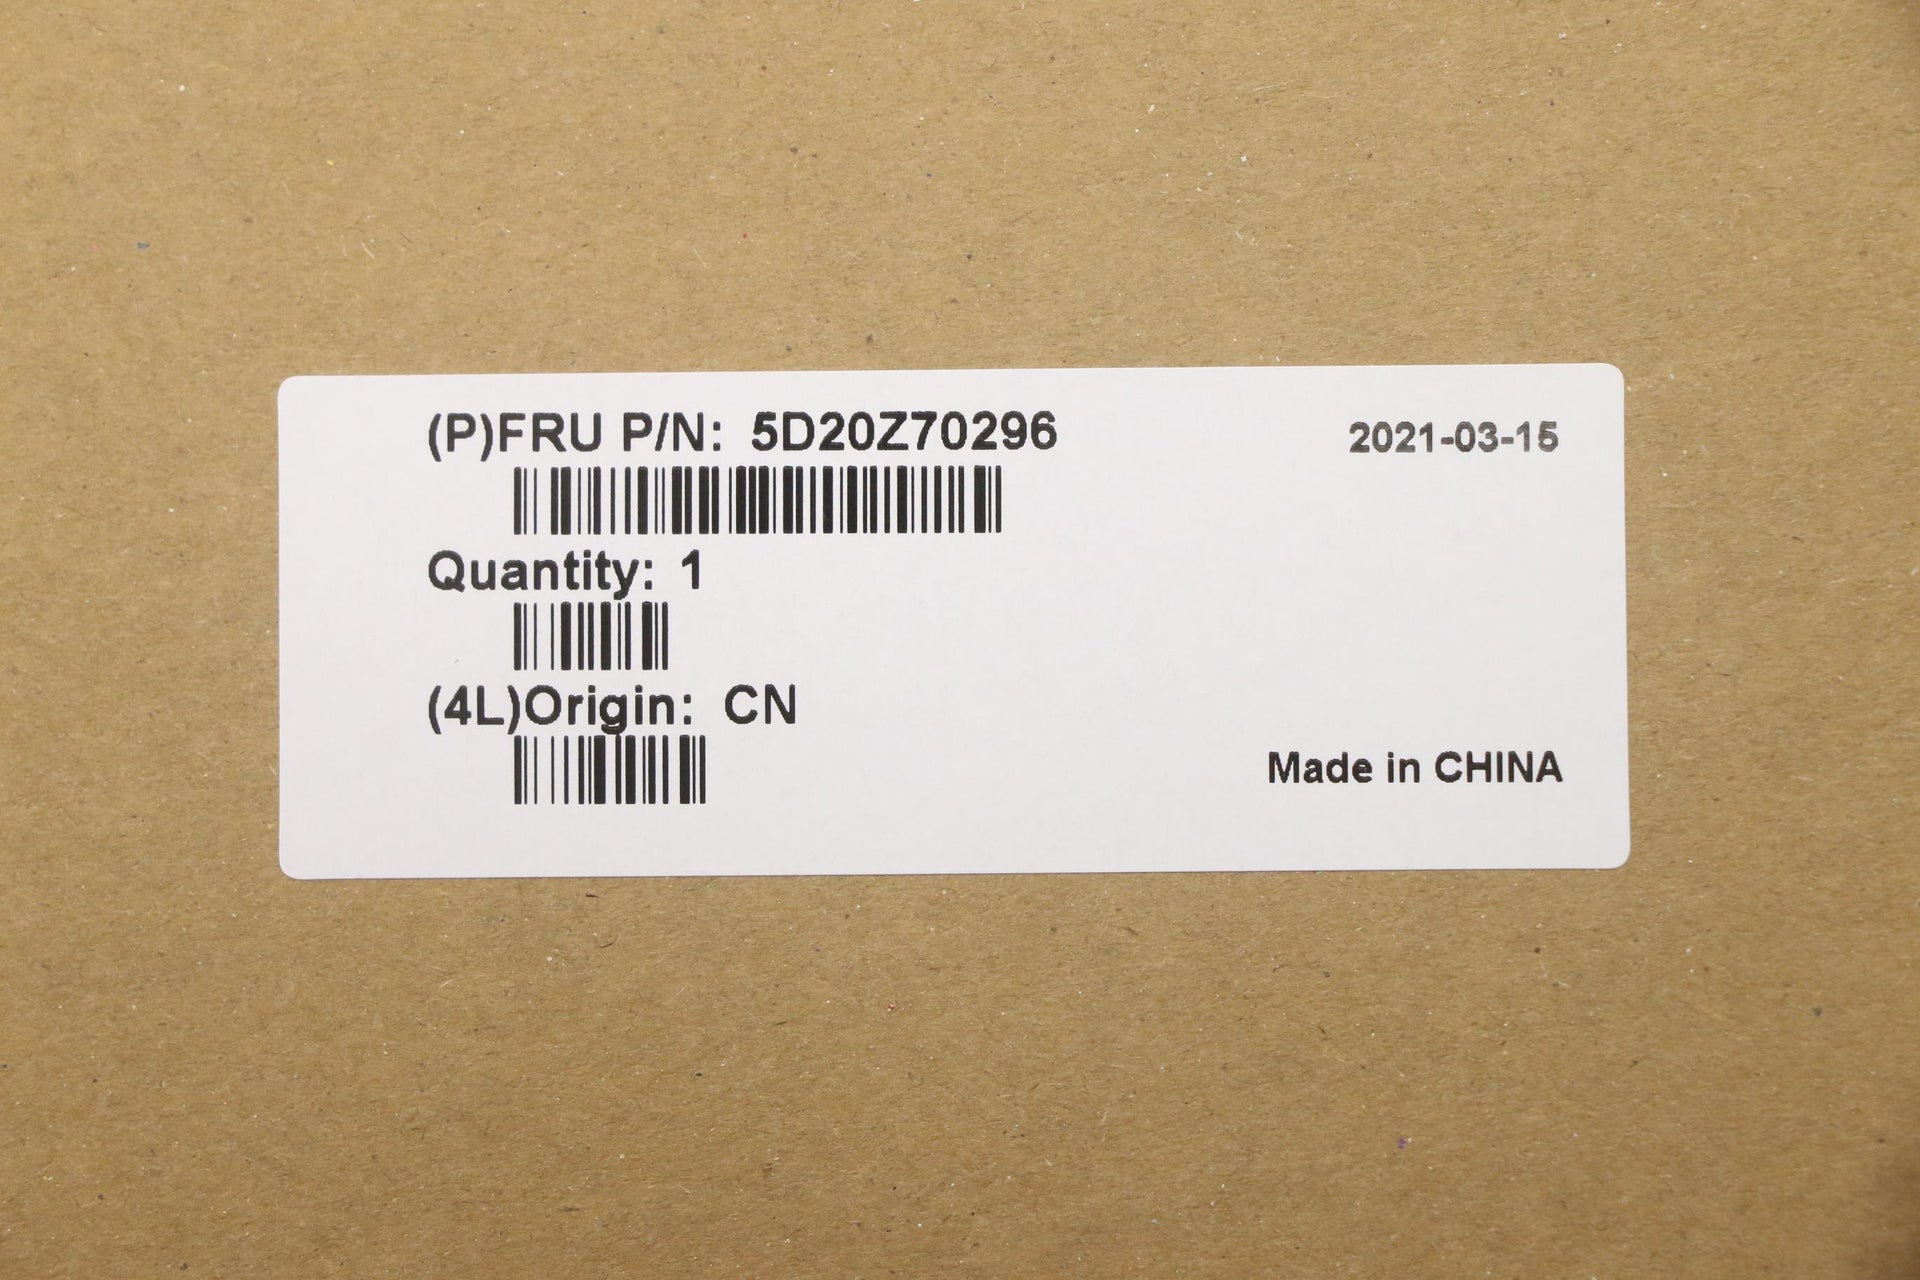 (P)FRU P/N: 5D20Z70296
2021-03-15
Quantity: 1
(4L)Origin: CN
Made in CHINA